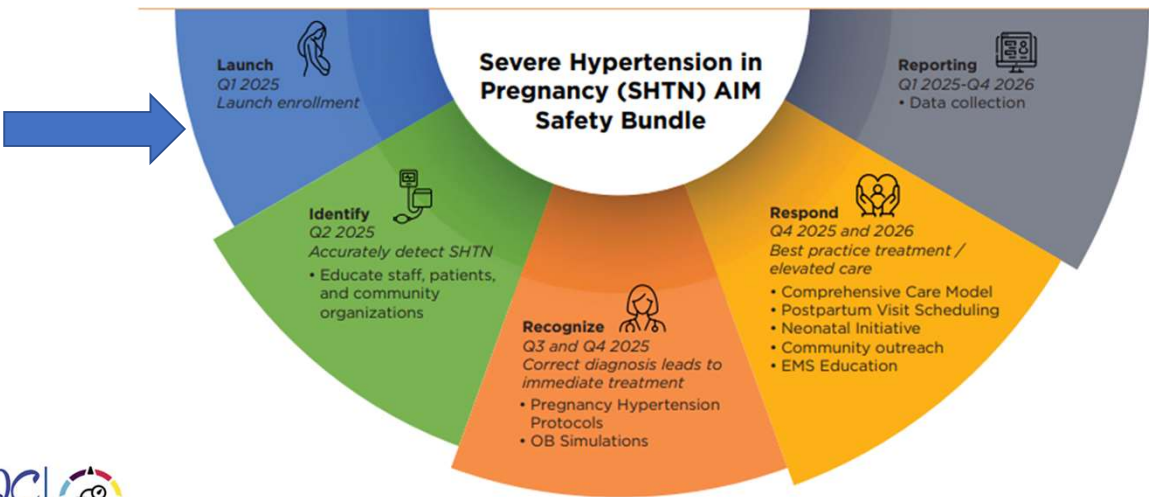 Severe Hypertension in
Pregnancy (SHTN) AIM
Safety Bundle
Launch
Q1 2025
Launch enrollment
Identify
Q2 2025
Accurately detect SHTN
• Educate staff, patients,
and community
organizations
Recognize
Q3 and Q4 2025
Correct diagnosis leads to
immediate treatment
• Pregnancy Hypertension
Protocols
• OB Simulations
Respond
Q4 2025 and 2026
Best practice treatment /
elevated care
• Comprehensive Care Model
• Postpartum Visit Scheduling
• Neonatal Initiative
• Community outreach
• EMS Education
Reporting
Q1 2025-Q4 2026
• Data collection